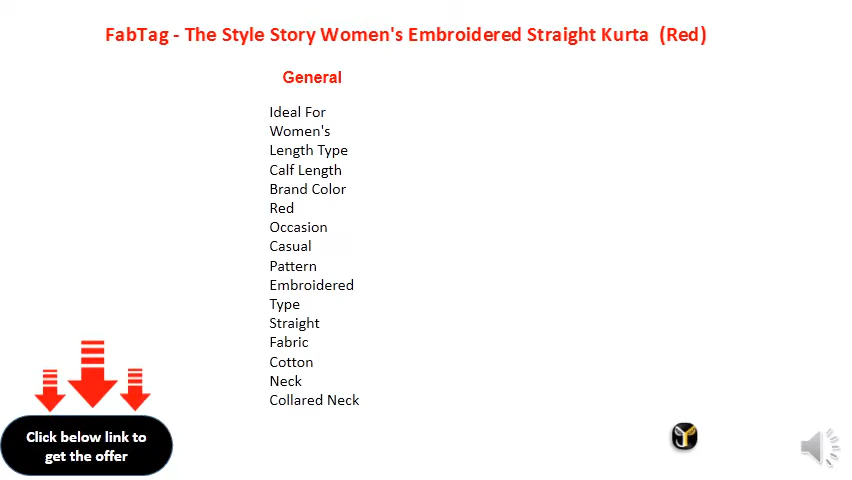 FabTag - The Style Story Women's Embroidered Straight Kurta  (Red)
General
Ideal For
Women's
Length Type
Calf Length
Brand Color
Red
Occasion
Casual
Pattern
Embroidered
Type
Straight
Fabric
Cotton
Neck
Collared Neck
Click below link to
get the offer